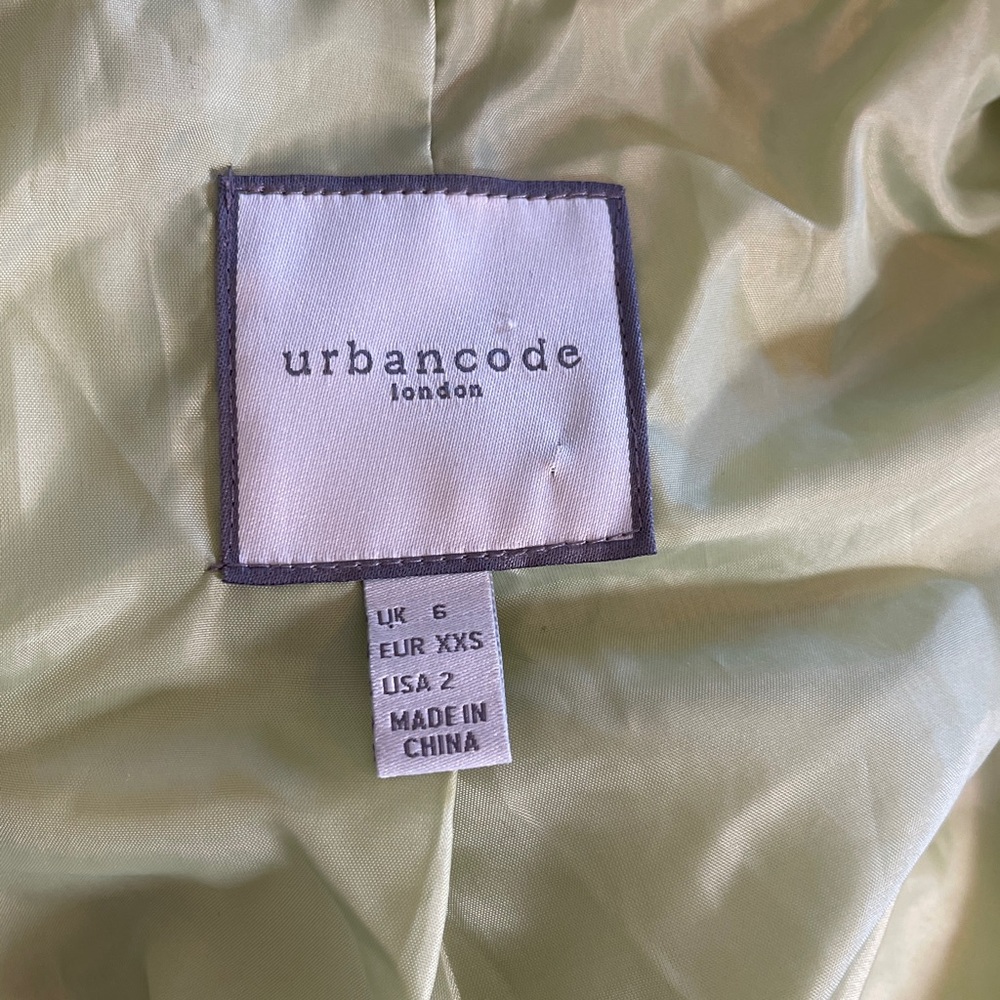 urbancode
london
UK 6
EUR XXS
USA 2
MADE IN
CHINA